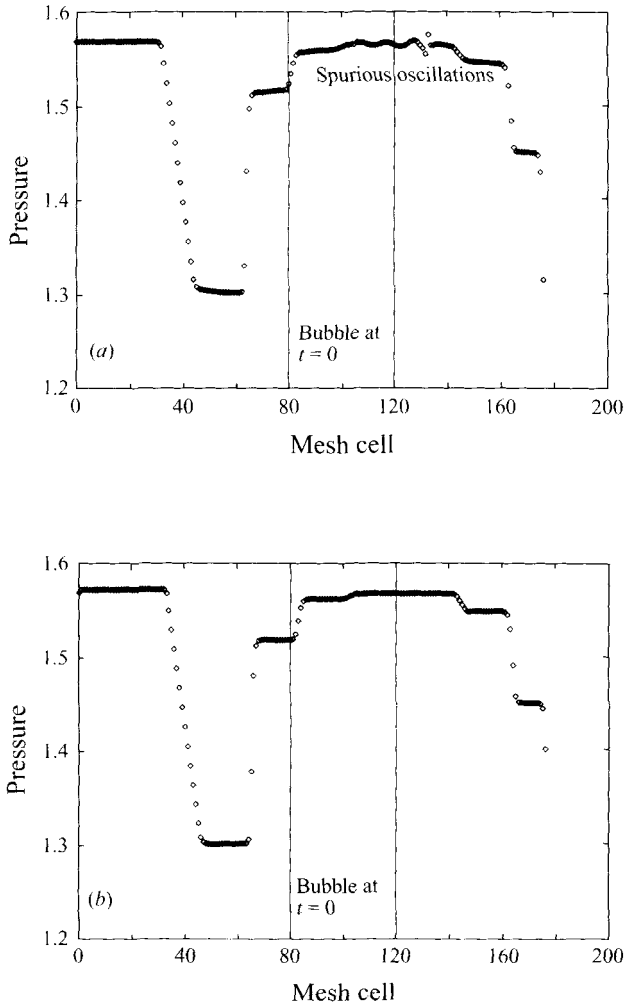 1.6
1.5
1.4
1.3
1.2
Pressure
Spurious oscillations
Bubble at
t = 0
(a)
0 40 80 120 160 200
Mesh cell
1.6
1.5
1.4
1.3
1.2
Pressure
Bubble at
t = 0
(b)
0 40 80 120 160 200
Mesh cell